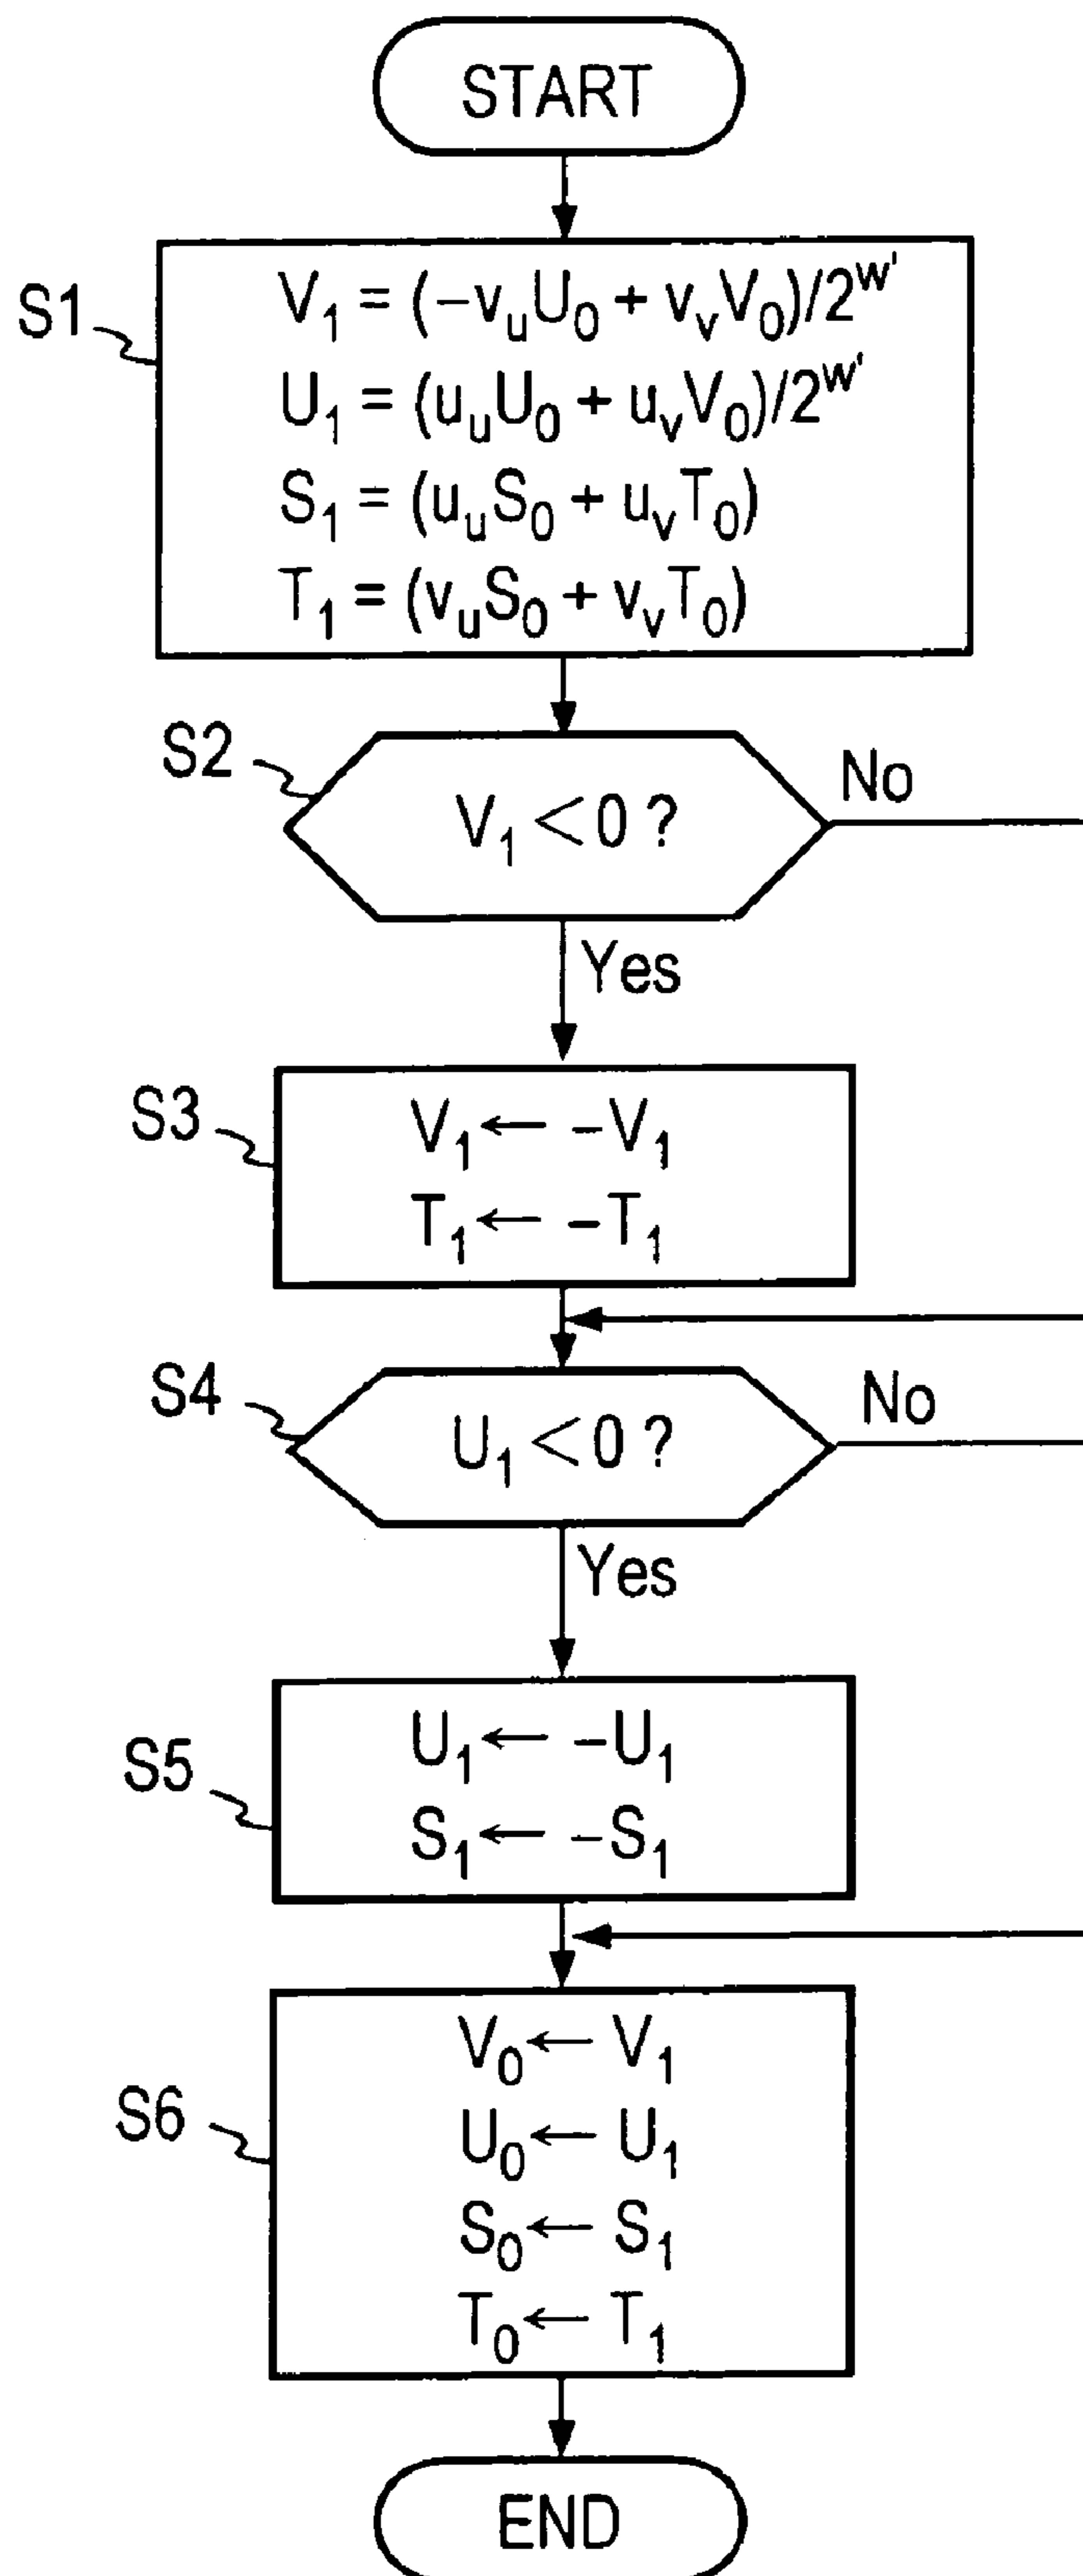 START
S1
V₁ = (−vᵤU₀ + vᵥV₀)/2ʷ'
U₁ = (uᵤU₀ + uᵥV₀)/2ʷ'
S₁ = (uᵤS₀ + uᵥT₀)
T₁ = (vᵤS₀ + vᵥT₀)
S2
V₁ < 0 ?
No
Yes
S3
V₁ ← −V₁
T₁ ← −T₁
S4
U₁ < 0 ?
No
Yes
S5
U₁ ← −U₁
S₁ ← −S₁
S6
V₀ ← V₁
U₀ ← U₁
S₀ ← S₁
T₀ ← T₁
END